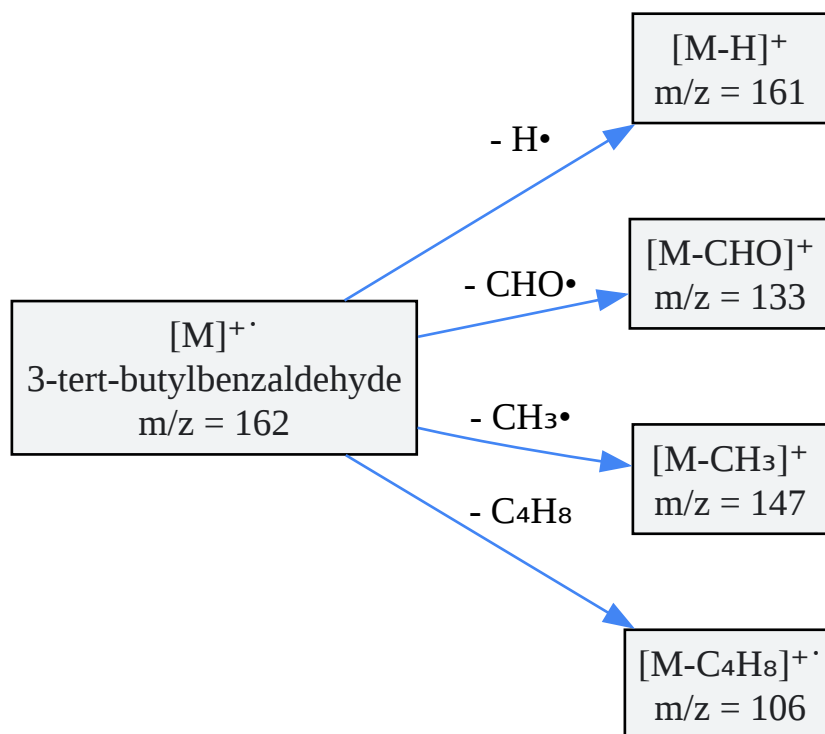 [M-H]⁺
m/z = 161
- H•
[M-CHO]⁺
m/z = 133
- CHO•
[M]⁺˙
3-tert-butylbenzaldehyde
m/z = 162
- CH₃•
[M-CH₃]⁺
m/z = 147
- C₄H₈
[M-C₄H₈]⁺˙
m/z = 106